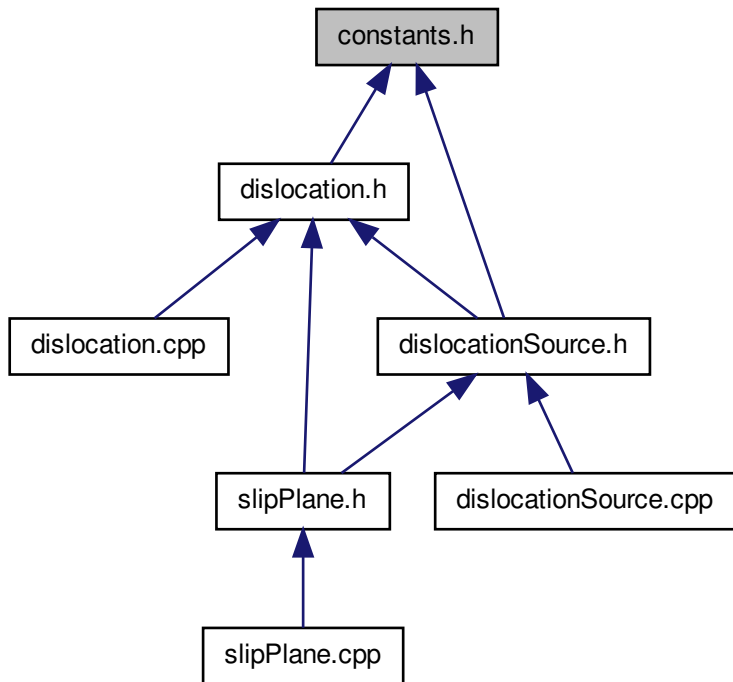 constants.h
dislocation.h
dislocation.cpp
dislocationSource.h
slipPlane.h
dislocationSource.cpp
slipPlane.cpp